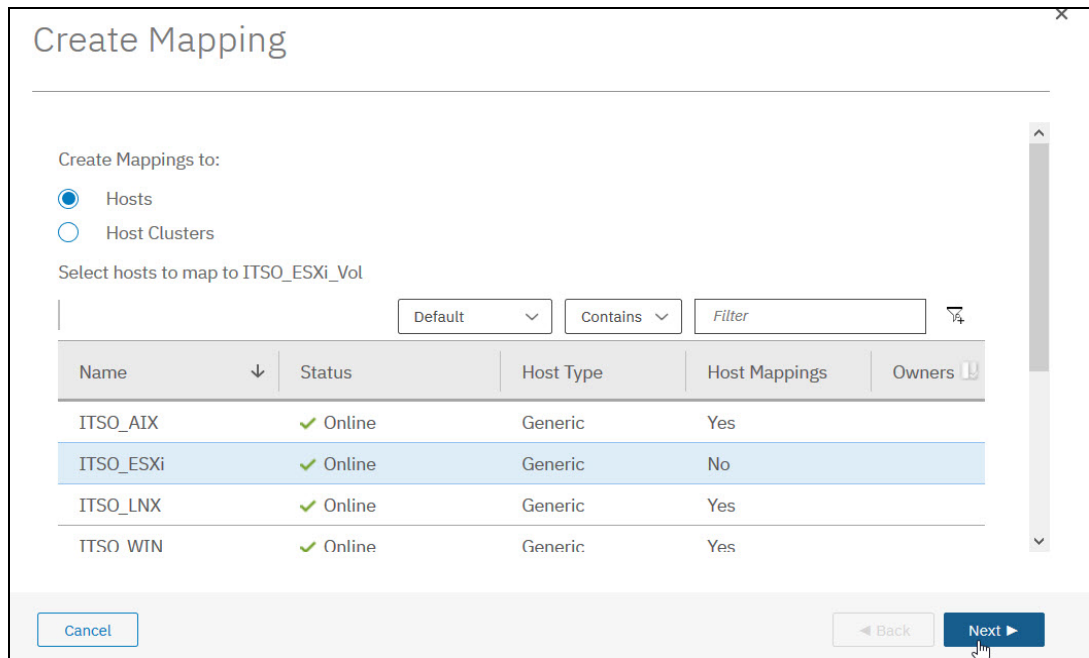 Create Mapping
Create Mappings to:
Hosts
Host Clusters
Select hosts to map to ITSO_ESXi_Vol
Default Contains Filter
Name Status Host Type Host Mappings Owners
ITSO_AIX Online Generic Yes
ITSO_ESXi Online Generic No
ITSO_LNX Online Generic Yes
ITSO_WIN Online Generic Yes
Cancel Back Next